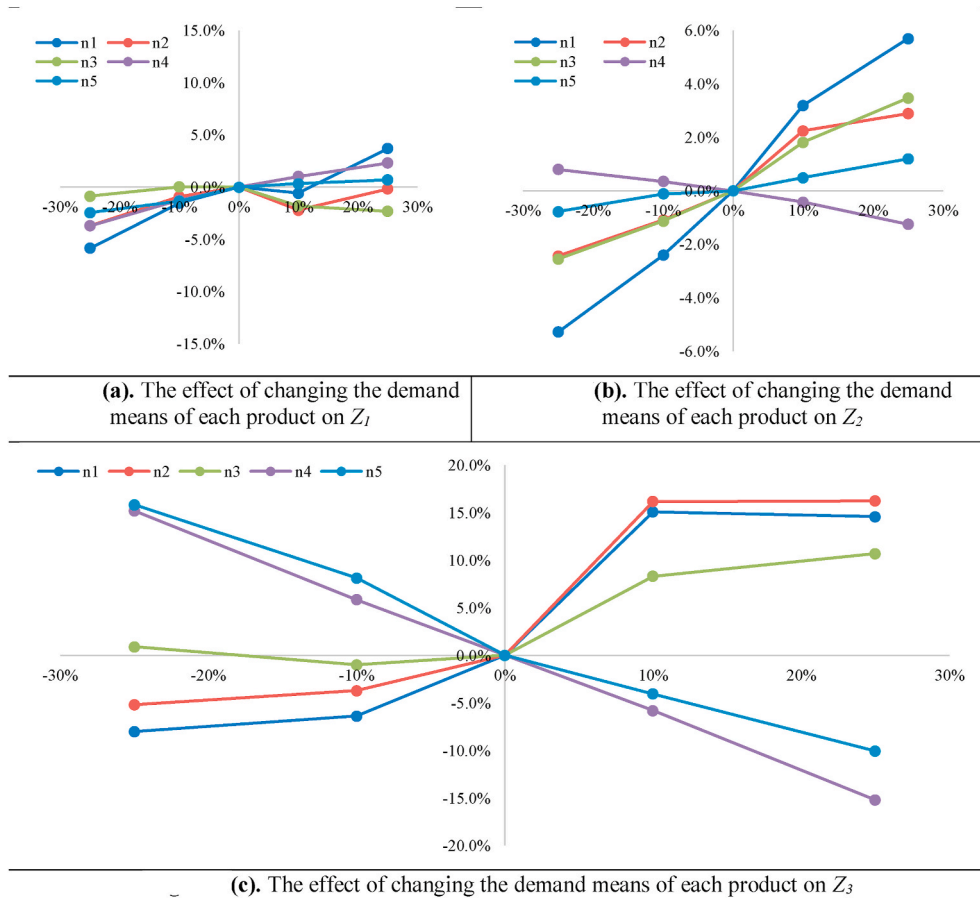 15.0%
n1 n2
n3 n4
n5
10.0%
5.0%
0.0%
-30% -20% -10% 0% 10% 20% 30%
-5.0%
-10.0%
-15.0%
6.0%
n1 n2
n3 n4
n5
4.0%
2.0%
0.0%
-30% -20% -10% 0% 10% 20% 30%
-2.0%
-4.0%
-6.0%
(a). The effect of changing the demand
means of each product on Z1
(b). The effect of changing the demand
means of each product on Z2
n1 n2 n3 n4 n5
20.0%
15.0%
10.0%
5.0%
0.0%
-30% -20% -10% 0% 10% 20% 30%
-5.0%
-10.0%
-15.0%
-20.0%
(c). The effect of changing the demand means of each product on Z3